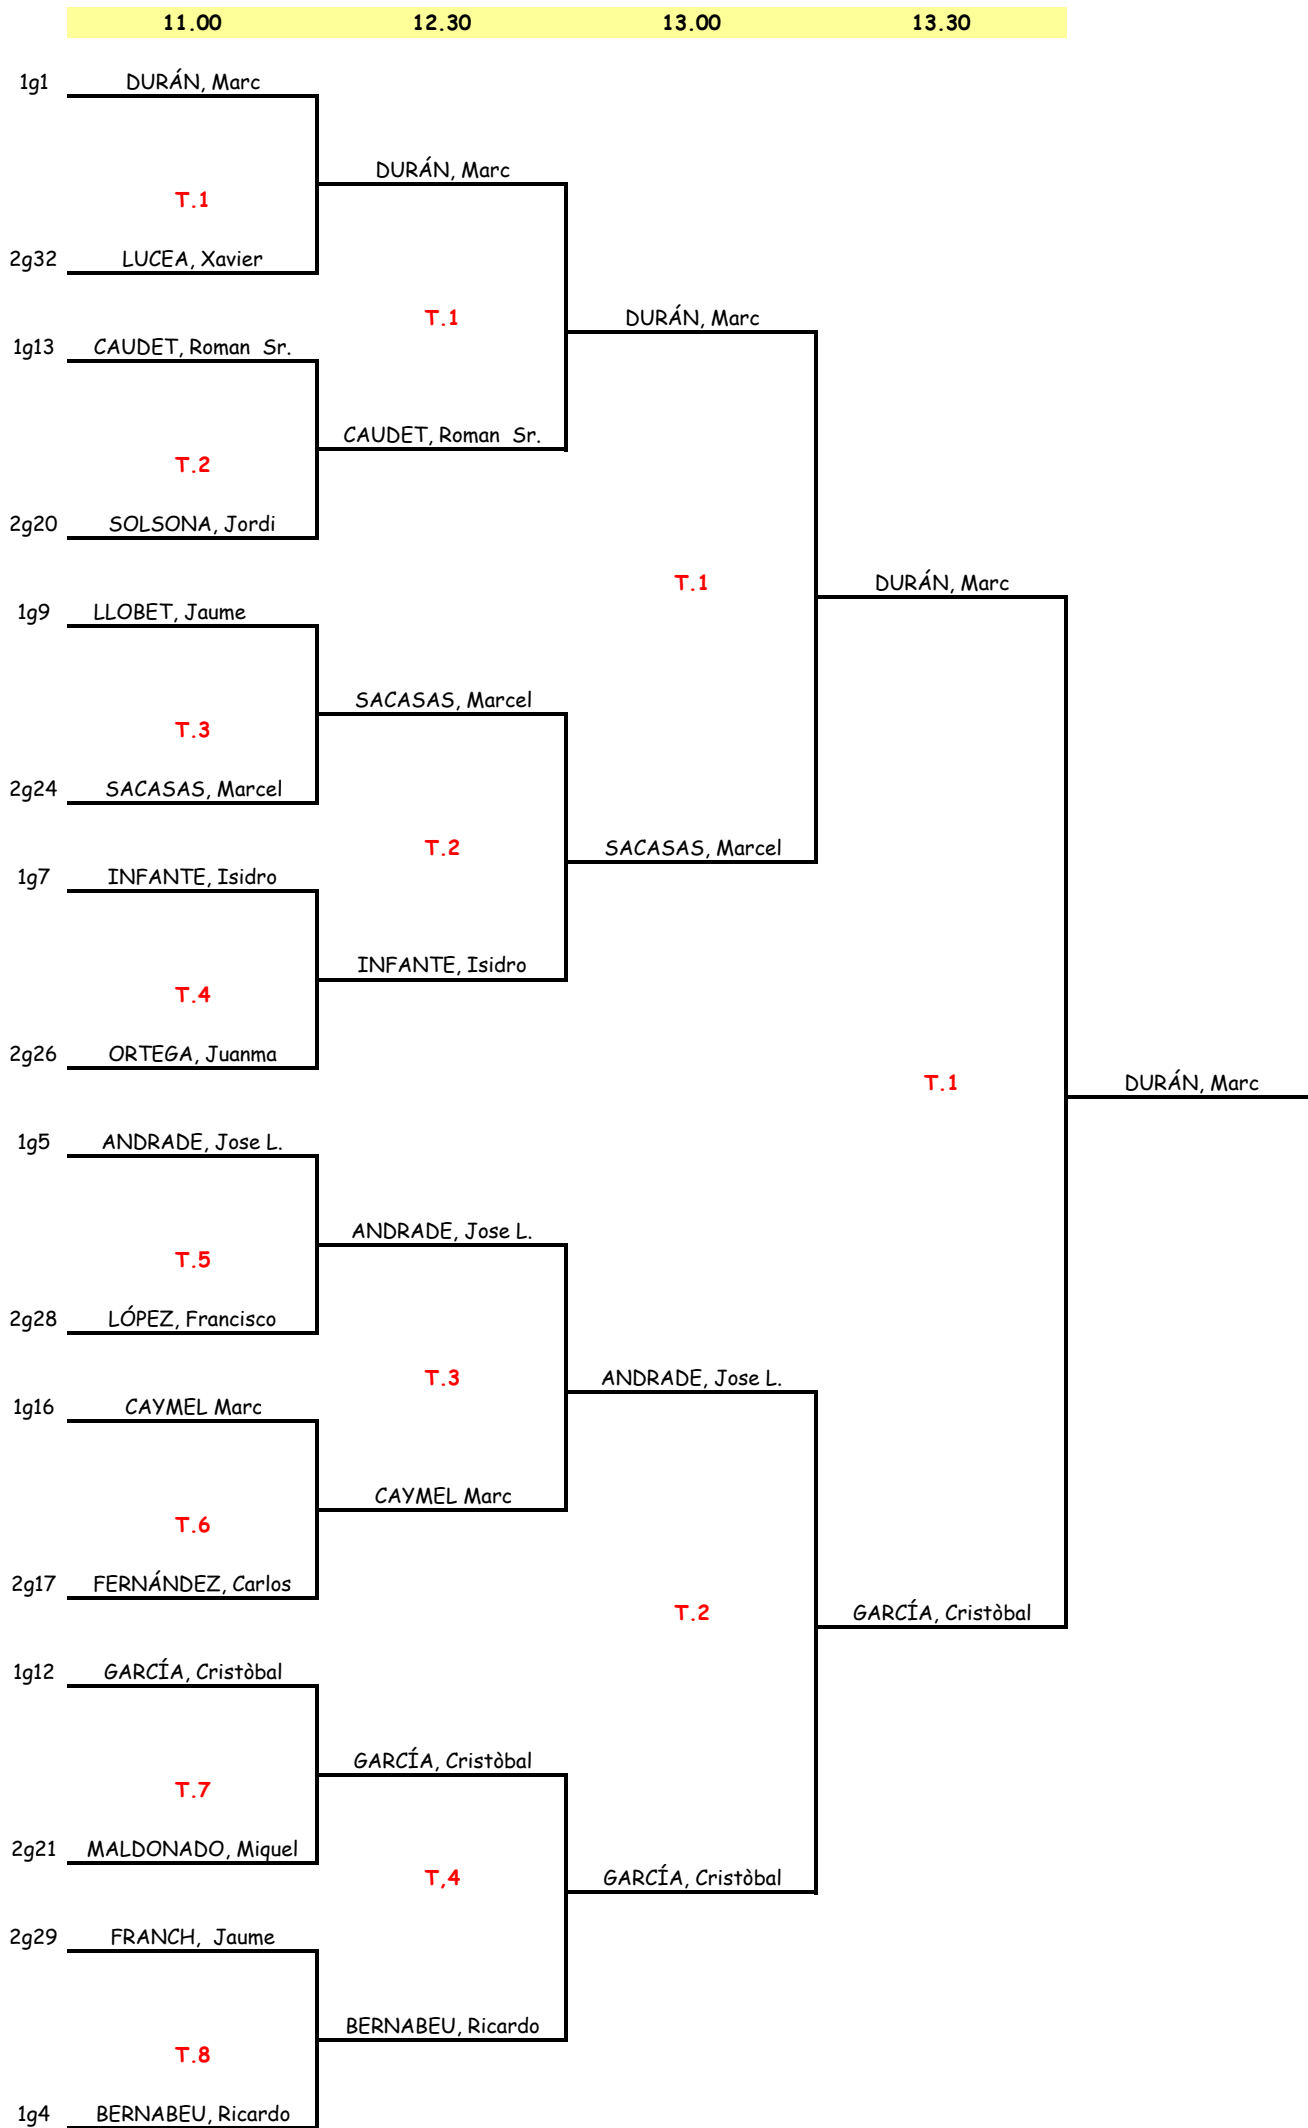 11.00 12.30 13.00 13.30
1g1 DURÁN, Marc
DURÁN, Marc
T.1
2g32 LUCEA, Xavier
T.1 DURÁN, Marc
1g13 CAUDET, Roman  Sr.
CAUDET, Roman  Sr.
T.2
2g20 SOLSONA, Jordi
T.1 DURÁN, Marc
1g9 LLOBET, Jaume
SACASAS, Marcel
T.3
2g24 SACASAS, Marcel
T.2 SACASAS, Marcel
1g7 INFANTE, Isidro
INFANTE, Isidro
T.4
2g26 ORTEGA, Juanma
T.1 DURÁN, Marc
1g5 ANDRADE, Jose L.
ANDRADE, Jose L.
T.5
2g28 LÓPEZ, Francisco
T.3 ANDRADE, Jose L.
1g16 CAYMEL Marc
CAYMEL Marc
T.6
2g17 FERNÁNDEZ, Carlos
T.2 GARCÍA, Cristòbal
1g12 GARCÍA, Cristòbal
GARCÍA, Cristòbal
T.7
2g21 MALDONADO, Miquel
T,4 GARCÍA, Cristòbal
2g29 FRANCH,  Jaume
BERNABEU, Ricardo
T.8
1g4 BERNABEU, Ricardo